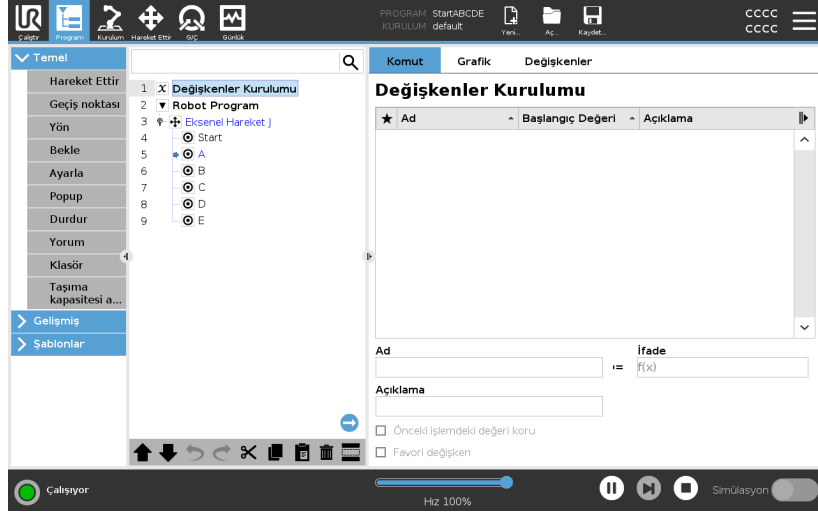 UR
PROGRAM StartABCDE
KURULUM default
Çalıştır Program Kurulum Hareket Ettir G/Ç Günlük
Yeni... Aç... Kaydet...
CCCC
CCCC
Temel
Hareket Ettir
Geçiş noktası
Yön
Bekle
Ayarla
Popup
Durdur
Yorum
Klasör
Taşıma
kapasitesi a...
Gelişmiş
Şablonlar
1 X Değişkenler Kurulumu
2 Robot Program
3 Eksenel Hareket J
4 Start
5 A
6 B
7 C
8 D
9 E
Komut Grafik Değişkenler
Değişkenler Kurulumu
Ad Başlangıç Değeri Açıklama
Ad İfade
:= f(x)
Açıklama
Önceki işlemdeki değeri koru
Favori değişken
Çalışıyor
Hız 100%
Simülasyon